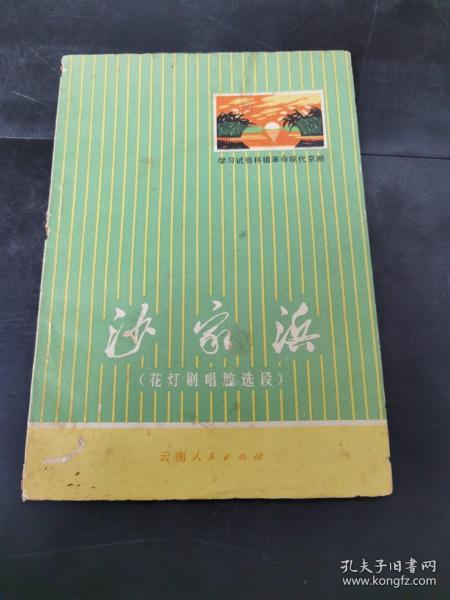 学习试验移植革命现代京剧
沙家浜
（花灯剧唱腔选段）
云南人民出版社
孔夫子旧书网
www.kongfz.com